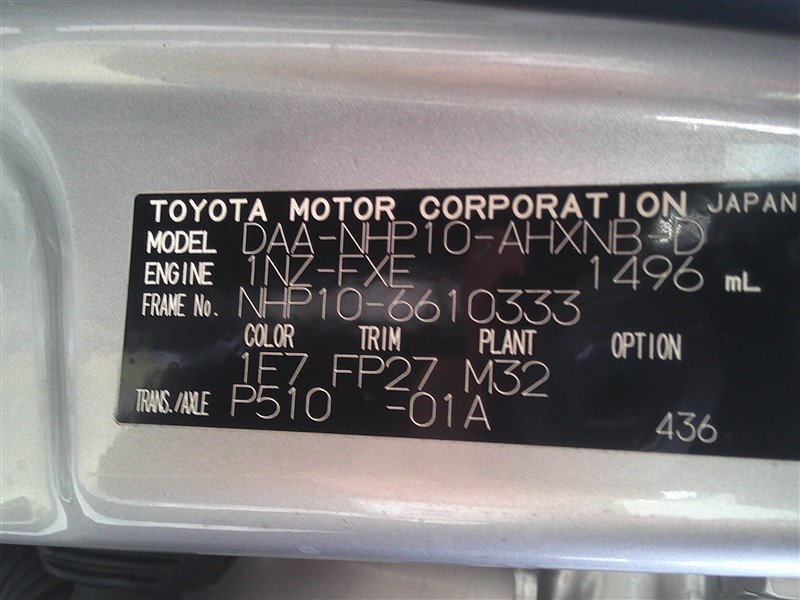 TOYOTA MOTOR CORPORATION JAPAN
MODEL DAA-NHP10-AHXNB-D
ENGINE 1NZ-FXE 1496 mL
FRAME No. NHP10-6610333
COLOR TRIM PLANT OPTION
1E7 FP27 M32
TRANS./AXLE P510 -01A 436